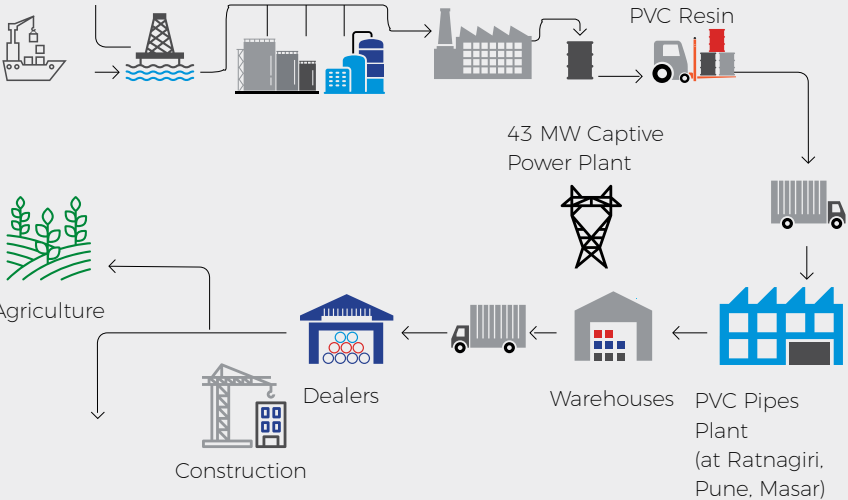 PVC Resin
43 MW Captive
Power Plant
Agriculture
Dealers
Warehouses
PVC Pipes
Plant
(at Ratnagiri,
Pune, Masar)
Construction